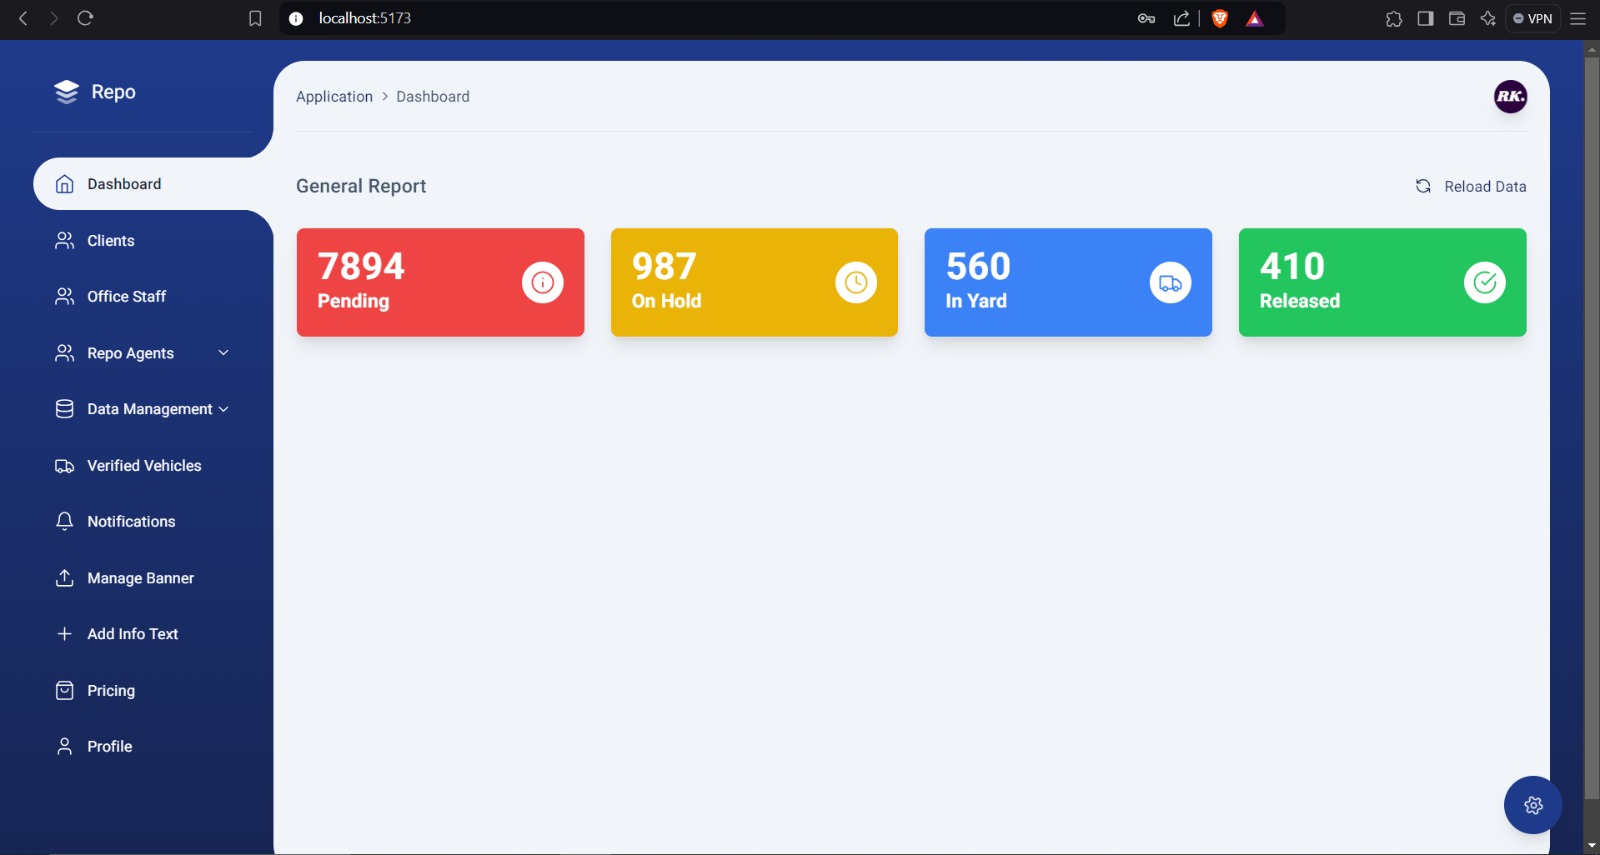 localhost:5173
VPN
Repo
Application > Dashboard
RK.
Dashboard
Clients
Office Staff
Repo Agents
Data Management
Verified Vehicles
Notifications
Manage Banner
Add Info Text
Pricing
Profile
General Report
Reload Data
7894
Pending
987
On Hold
560
In Yard
410
Released